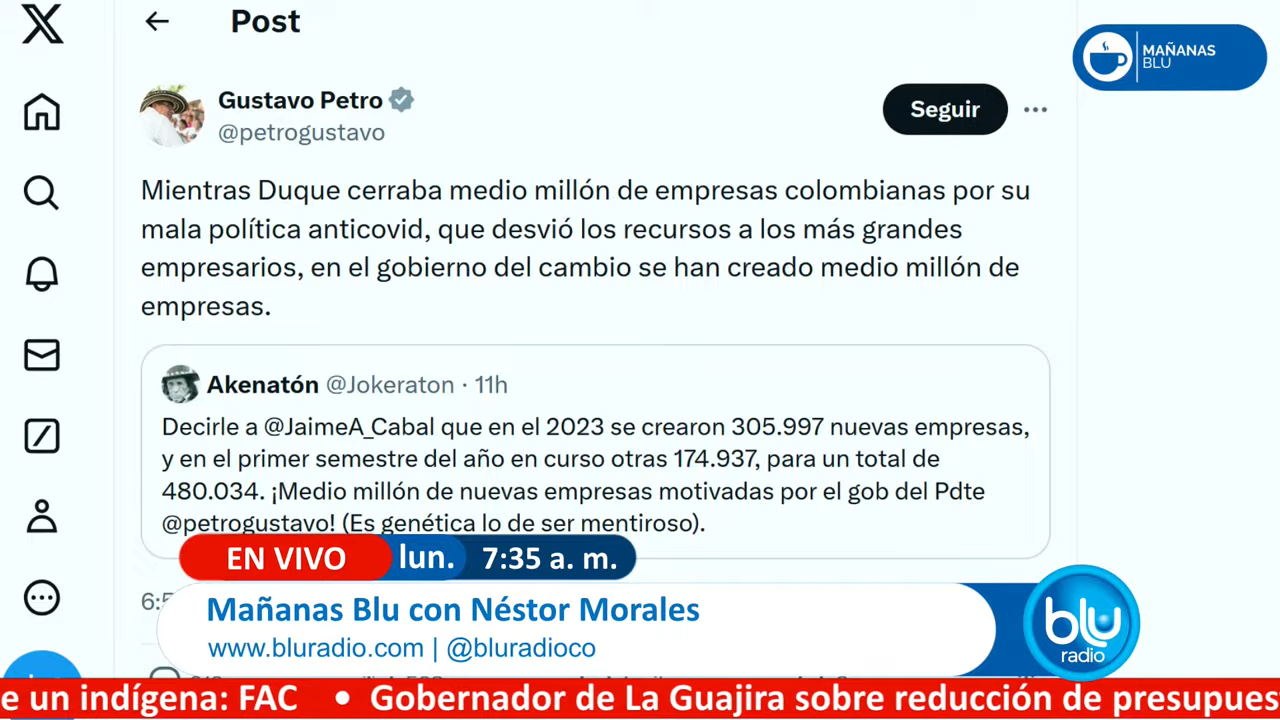 Post
MAÑANAS
BLU
Gustavo Petro
@petrogustavo
Seguir
Mientras Duque cerraba medio millón de empresas colombianas por su
mala política anticovid, que desvió los recursos a los más grandes
empresarios, en el gobierno del cambio se han creado medio millón de
empresas.
Akenatón @Jokeraton · 11h
Decirle a @JaimeA_Cabal que en el 2023 se crearon 305.997 nuevas empresas,
y en el primer semestre del año en curso otras 174.937, para un total de
480.034. ¡Medio millón de nuevas empresas motivadas por el gob del Pdte
@petrogustavo! (Es genética lo de ser mentiroso).
EN VIVO lun. 7:35 a. m.
Mañanas Blu con Néstor Morales
www.bluradio.com | @bluradioco
blu
radio
e un indígena: FAC • Gobernador de La Guajira sobre reducción de presupues